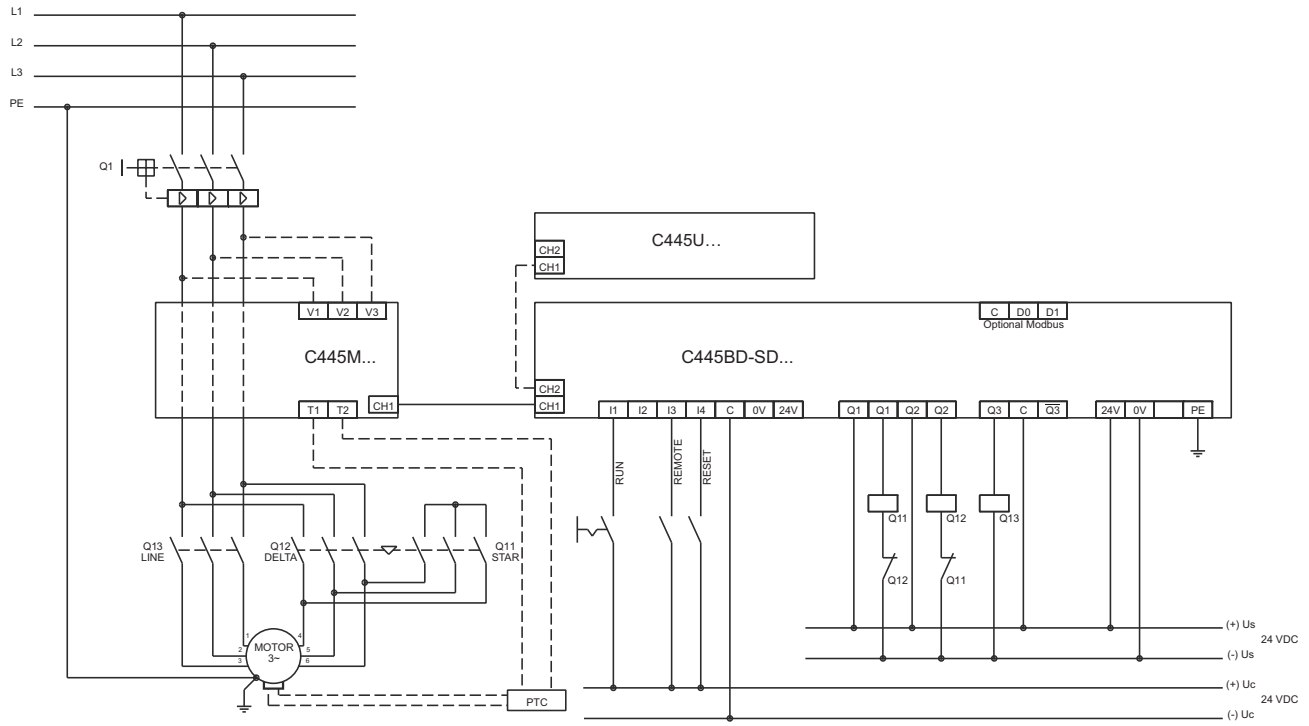 L1
L2
L3
PE
Q1
C445U...
CH2
CH1
V1 V2 V3
C445M...
T1 T2
CH1
C D0 D1
Optional Modbus
C445BD-SD...
CH2
CH1
I1 I2 I3 I4 C 0V 24V
Q1 Q1 Q2 Q2
Q3 C Q3
24V 0V PE
RUN
REMOTE
RESET
Q11
Q12
Q13
Q12
Q11
Q13
LINE
Q12
DELTA
Q11
STAR
1
2
3
MOTOR
3~
4
5
6
PTC
(+) Us
24 VDC
(-) Us
(+) Uc
24 VDC
(-) Uc